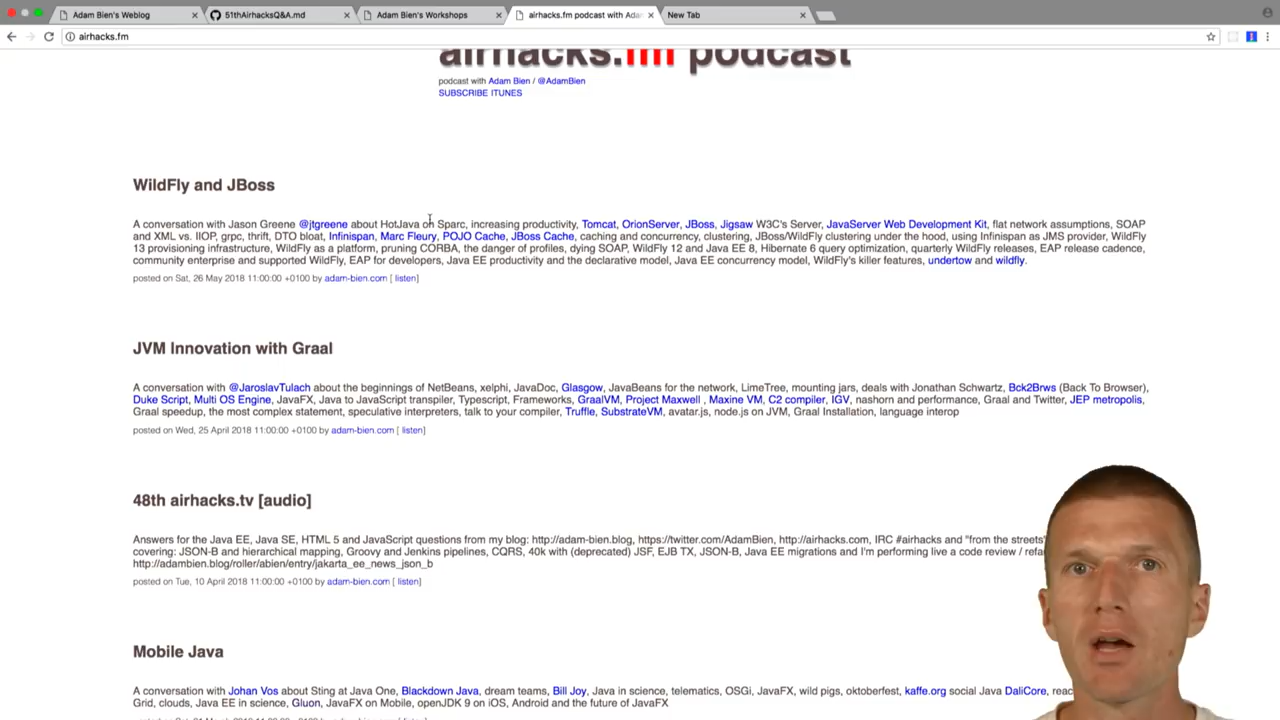 Adam Bien's Weblog
51thAirhacksQ&A.md
Adam Bien's Workshops
airhacks.fm podcast with Adam
New Tab
airhacks.fm
airhacks.fm podcast
podcast with Adam Bien / @AdamBien
SUBSCRIBE ITUNES
WildFly and JBoss
A conversation with Jason Greene @jtgreene about HotJava on Sparc, increasing productivity, Tomcat, OrionServer, JBoss, Jigsaw W3C's Server, JavaServer Web Development Kit, flat network assumptions, SOAP
and XML vs. IIOP, grpc, thrift, DTO bloat, Infinispan, Marc Fleury, POJO Cache, JBoss Cache, caching and concurrency, clustering, JBoss/WildFly clustering under the hood, using Infinispan as JMS provider, WildFly
13 provisioning infrastructure, WildFly as a platform, pruning CORBA, the danger of profiles, dying SOAP, WildFly 12 and Java EE 8, Hibernate 6 query optimization, quarterly WildFly releases, EAP release cadence,
community enterprise and supported WildFly, EAP for developers, Java EE productivity and the declarative model, Java EE concurrency model, WildFly's killer features, undertow and wildfly.
posted on Sat, 26 May 2018 11:00:00 +0100 by adam-bien.com [ listen]
JVM Innovation with Graal
A conversation with @JaroslavTulach about the beginnings of NetBeans, xelphi, JavaDoc, Glasgow, JavaBeans for the network, LimeTree, mounting jars, deals with Jonathan Schwartz, Bck2Brws (Back To Browser),
Duke Script, Multi OS Engine, JavaFX, Java to JavaScript transpiler, Typescript, Frameworks, GraalVM, Project Maxwell , Maxine VM, C2 compiler, IGV, nashorn and performance, Graal and Twitter, JEP metropolis,
Graal speedup, the most complex statement, speculative interpreters, talk to your compiler, Truffle, SubstrateVM, avatar.js, node.js on JVM, Graal Installation, language interop
posted on Wed, 25 April 2018 11:00:00 +0100 by adam-bien.com [ listen]
48th airhacks.tv [audio]
Answers for the Java EE, Java SE, HTML 5 and JavaScript questions from my blog: http://adam-bien.blog, https://twitter.com/AdamBien, http://airhacks.com, IRC #airhacks and "from the streets"
covering: JSON-B and hierarchical mapping, Groovy and Jenkins pipelines, CQRS, 40k with (deprecated) JSF, EJB TX, JSON-B, Java EE migrations and I'm performing live a code review / refa
http://adambien.blog/roller/abien/entry/jakarta_ee_news_json_b
posted on Tue, 10 April 2018 11:00:00 +0100 by adam-bien.com [ listen]
Mobile Java
A conversation with Johan Vos about Sting at Java One, Blackdown Java, dream teams, Bill Joy, Java in science, telematics, OSGi, JavaFX, wild pigs, oktoberfest, kaffe.org social Java DaliCore, reac
Grid, clouds, Java EE in science, Gluon, JavaFX on Mobile, openJDK 9 on iOS, Android and the future of JavaFX